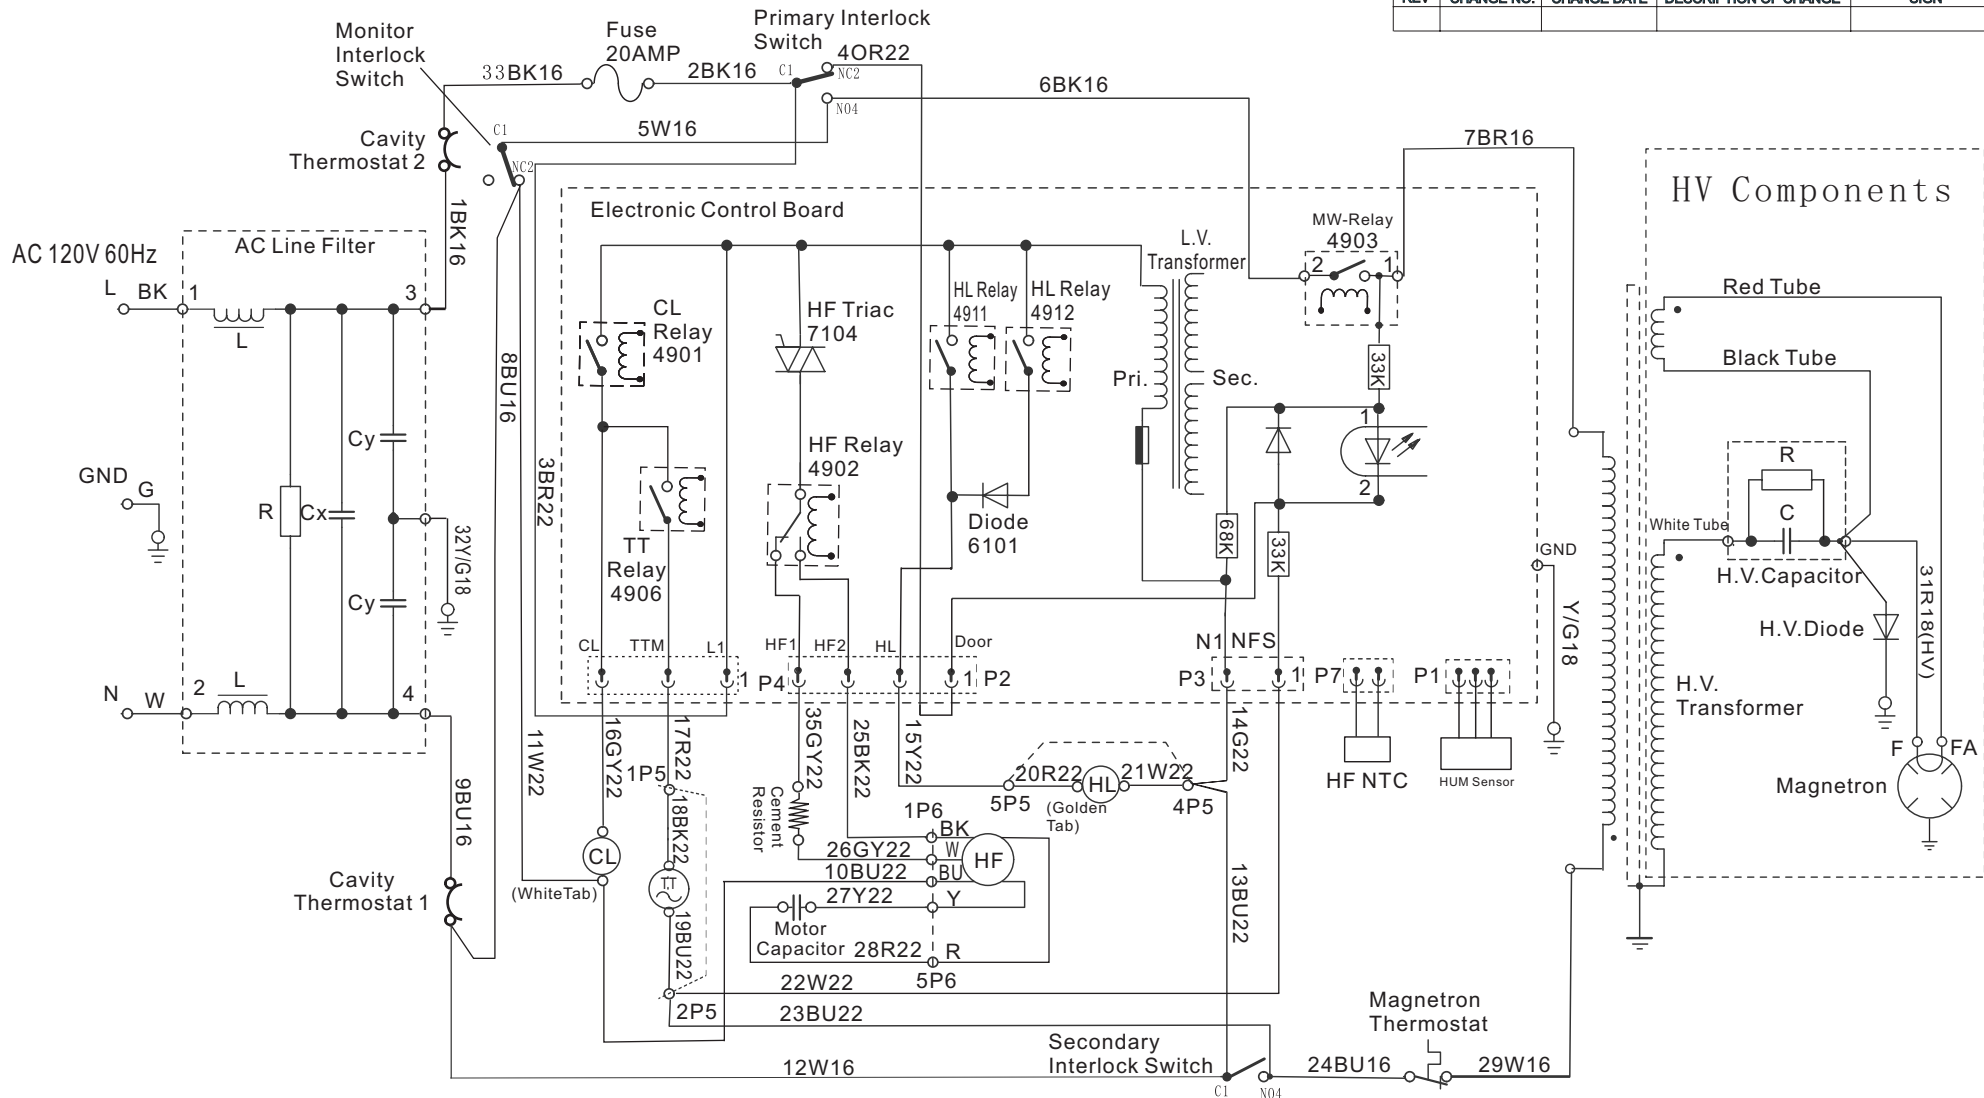 REV CHANGE NO. CHANGE DATE DESCRIPTION OF CHANGE SIGN
Monitor
Interlock
Switch
Fuse
20AMP
Primary Interlock
Switch
33BK16
2BK16
C1
4OR22
NC2
NO4
6BK16
C1
5W16
NC2
Cavity
Thermostat 2
7BR16
HV Components
1BK16
AC 120V 60Hz
AC Line Filter
Electronic Control Board
L BK 1
3
L
8BU16
CL
Relay
4901
HF Triac
7104
HL Relay
4911
HL Relay
4912
L.V.
Transformer
MW-Relay
4903
2
1
Red Tube
Black Tube
Pri.
Sec.
33K
1
2
Cy
3BR22
HF Relay
4902
GND G
R
Cx
32Y/G18
TT
Relay
4906
Diode
6101
68K
33K
GND
R
C
White Tube
H.V.Capacitor
Cy
31R18(HV)
Y/G18
H.V.Diode
CL
TTM
L1
1
HF1
HF2
HL
Door
1
P4
P2
N1 NFS
P3
1
P7
P1
N W 2
L
4
H.V.
Transformer
11W22
16GY22
17R22
35GY22
25BK22
15Y22
14G22
1P5
18BK22
Cement
Resistor
5P5
20R22
HL
21W22
(Golden
Tab)
4P5
HF NTC
HUM Sensor
F
FA
Magnetron
9BU16
1P6
BK
W
BU
Y
R
HF
26GY22
10BU22
27Y22
28R22
5P6
CL
(WhiteTab)
T.T
19BU22
Motor
Capacitor
13BU22
Cavity
Thermostat 1
22W22
2P5
23BU22
Magnetron
Thermostat
Secondary
Interlock Switch
12W16
C1
NO4
24BU16
29W16